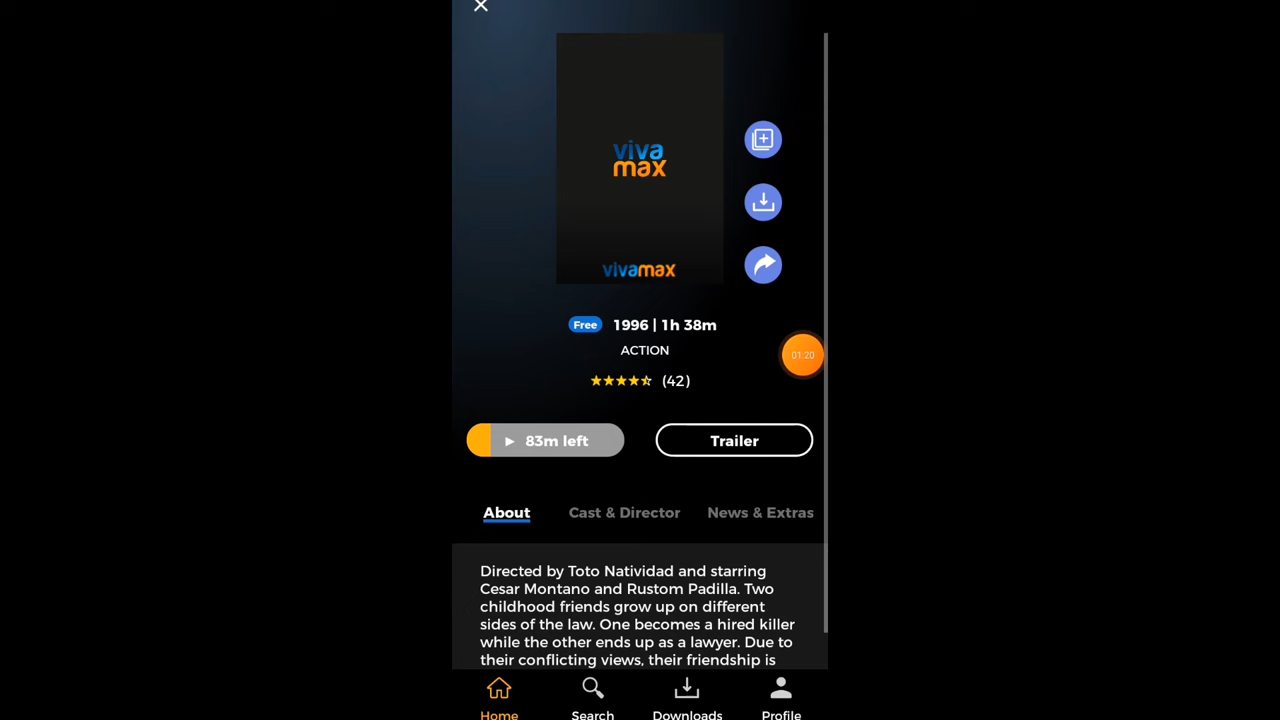 viva
max
vivamax
Free 1996 | 1h 38m
ACTION
(42)
01:20
83m left
Trailer
About Cast & Director News & Extras
Directed by Toto Natividad and starring
Cesar Montano and Rustom Padilla. Two
childhood friends grow up on different
sides of the law. One becomes a hired killer
while the other ends up as a lawyer. Due to
their conflicting views, their friendship is
Home Search Downloads Profile